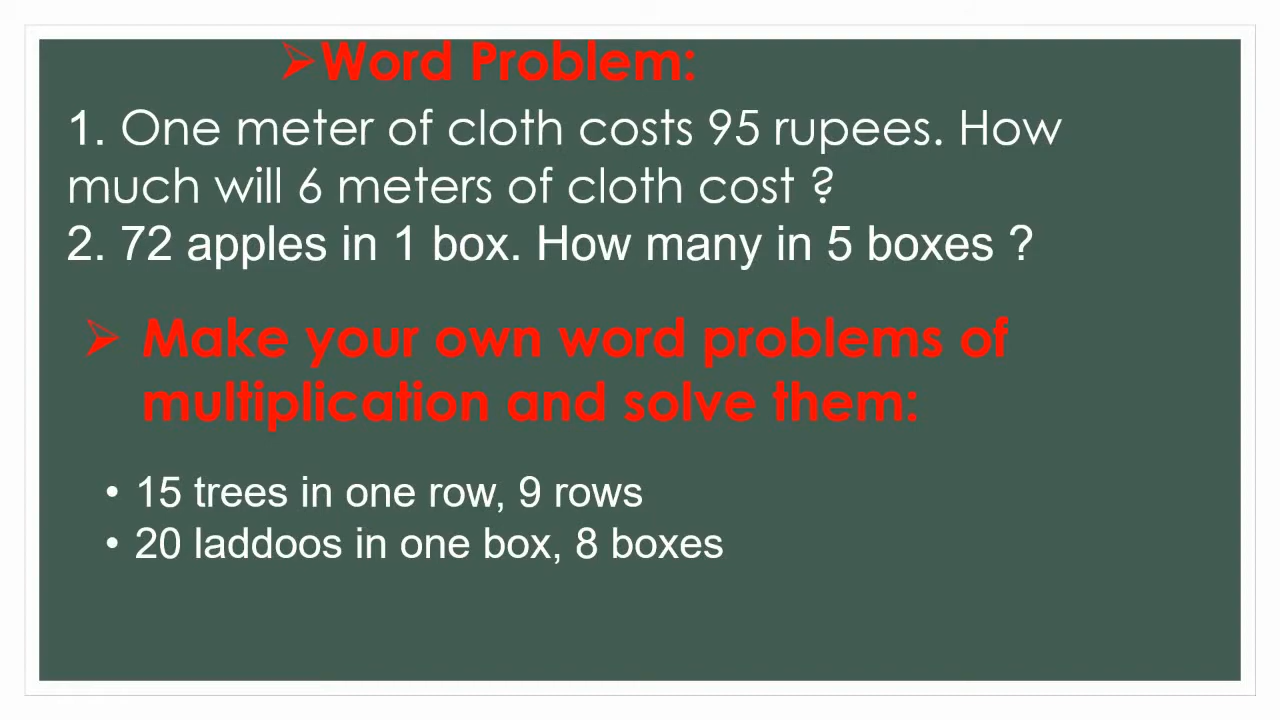 ➢Word Problem:
1. One meter of cloth costs 95 rupees. How
much will 6 meters of cloth cost ?
2. 72 apples in 1 box. How many in 5 boxes ?
➢ Make your own word problems of
multiplication and solve them:
• 15 trees in one row, 9 rows
• 20 laddoos in one box, 8 boxes